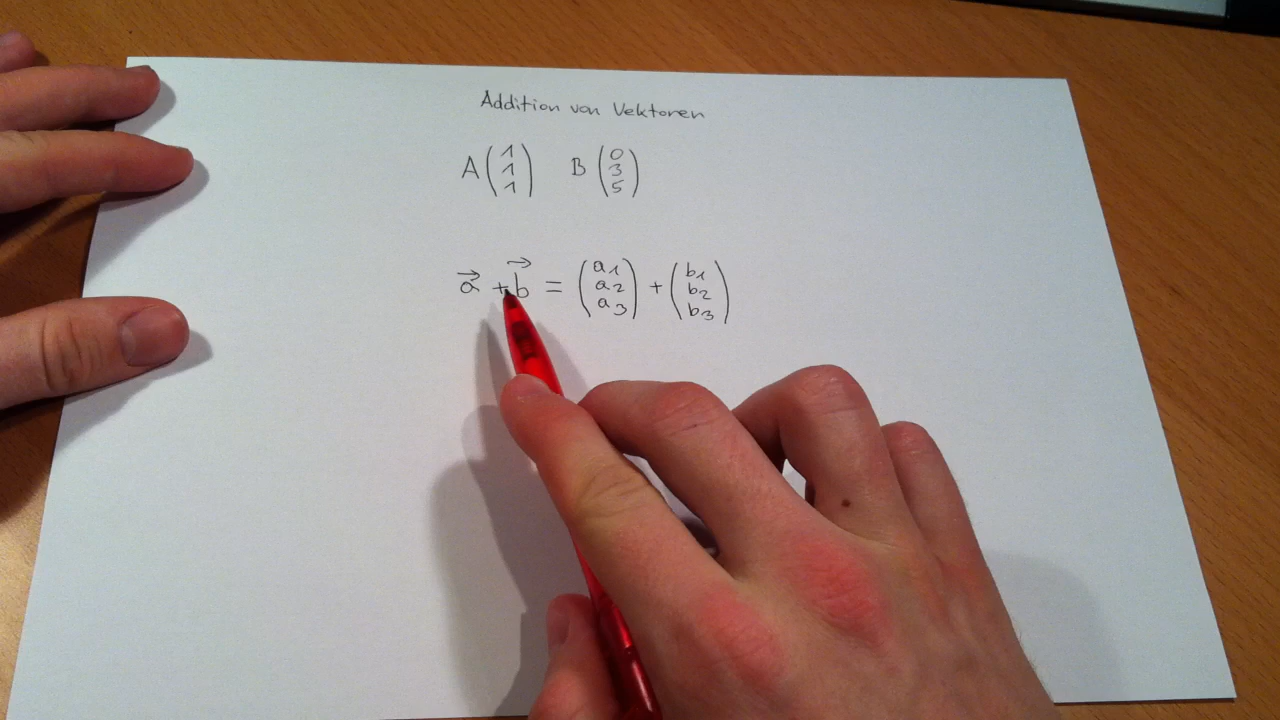 Addition von Vektoren
A (1 1 1) B (0 3 5)
a⃗ + b⃗ = (a1 a2 a3) + (b1 b2 b3)